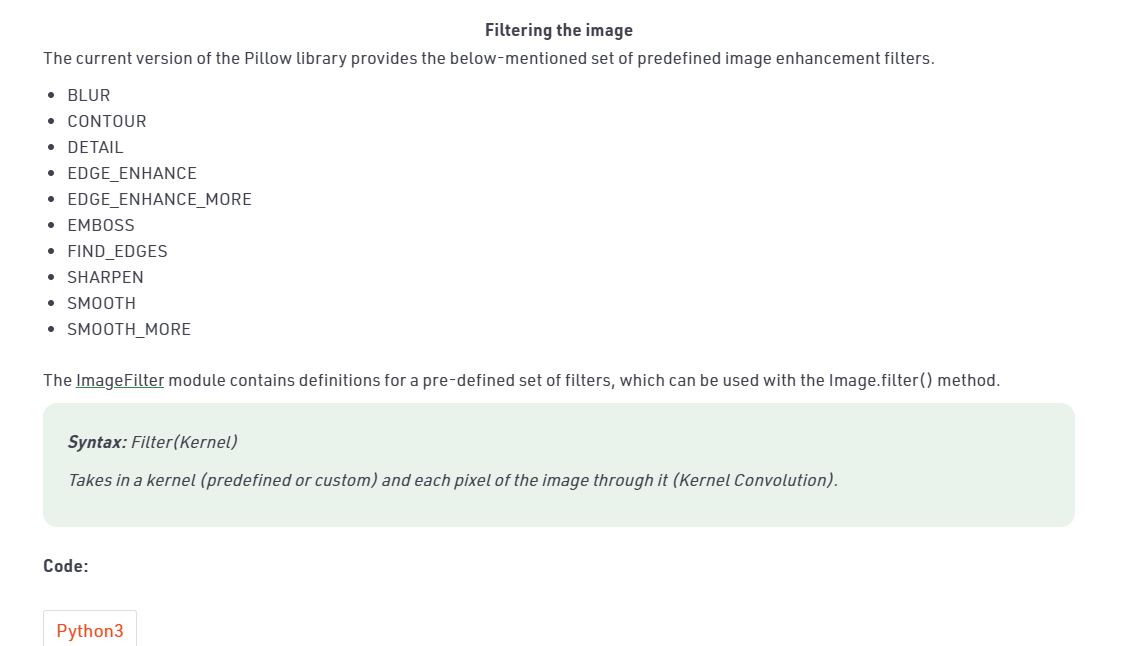 Filtering the image
The current version of the Pillow library provides the below-mentioned set of predefined image enhancement filters.
• BLUR
• CONTOUR
• DETAIL
• EDGE_ENHANCE
• EDGE_ENHANCE_MORE
• EMBOSS
• FIND_EDGES
• SHARPEN
• SMOOTH
• SMOOTH_MORE
The ImageFilter module contains definitions for a pre-defined set of filters, which can be used with the Image.filter() method.
Syntax: Filter(Kernel)
Takes in a kernel (predefined or custom) and each pixel of the image through it (Kernel Convolution).
Code:
Python3